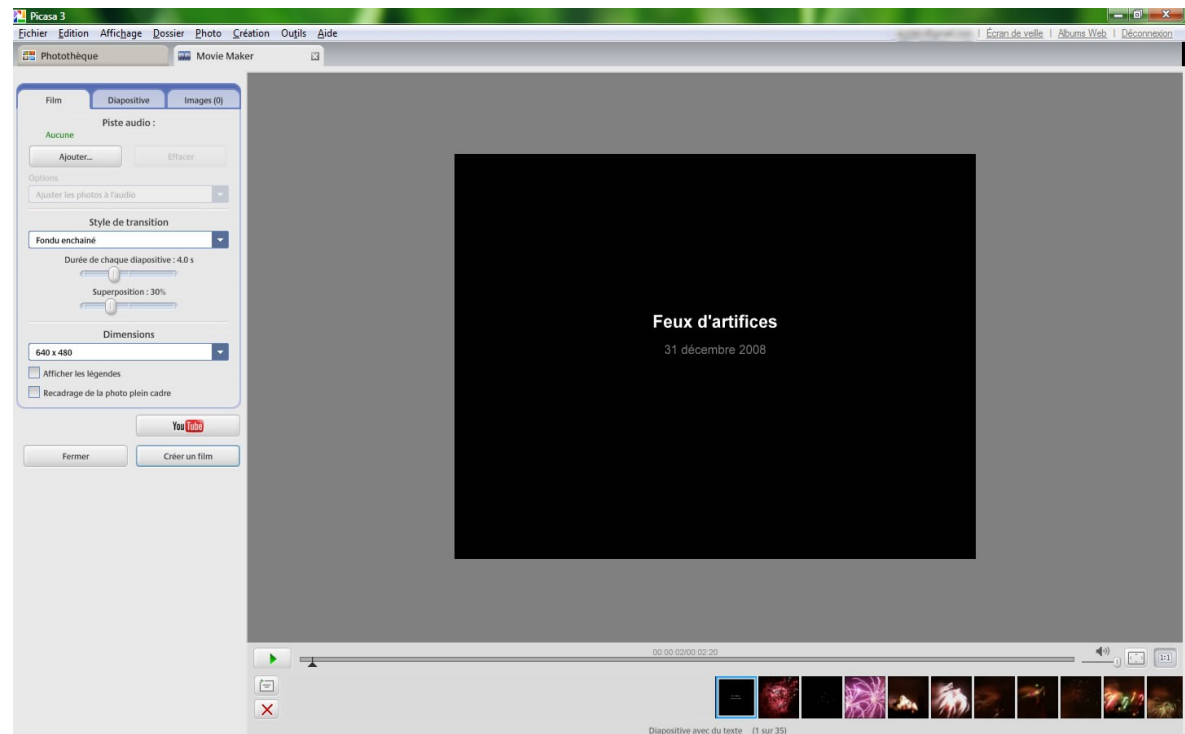 Picasa 3
Fichier Edition Affichage Dossier Photo Création Outils Aide
Écran de veille | Albums Web | Déconnexion
Photothèque
Movie Maker
Film Diapositive Images (0)
Piste audio :
Aucune
Ajouter... Effacer
Options
Ajuster les photos à l'audio
Style de transition
Fondu enchaîné
Durée de chaque diapositive : 4.0 s
Superposition : 30%
Dimensions
640 x 480
Afficher les légendes
Recadrage de la photo plein cadre
YouTube
Fermer Créer un film
Feux d'artifices
31 décembre 2008
00:00:02/00:02:20
1:1
Diapositive avec du texte (1 sur 35)